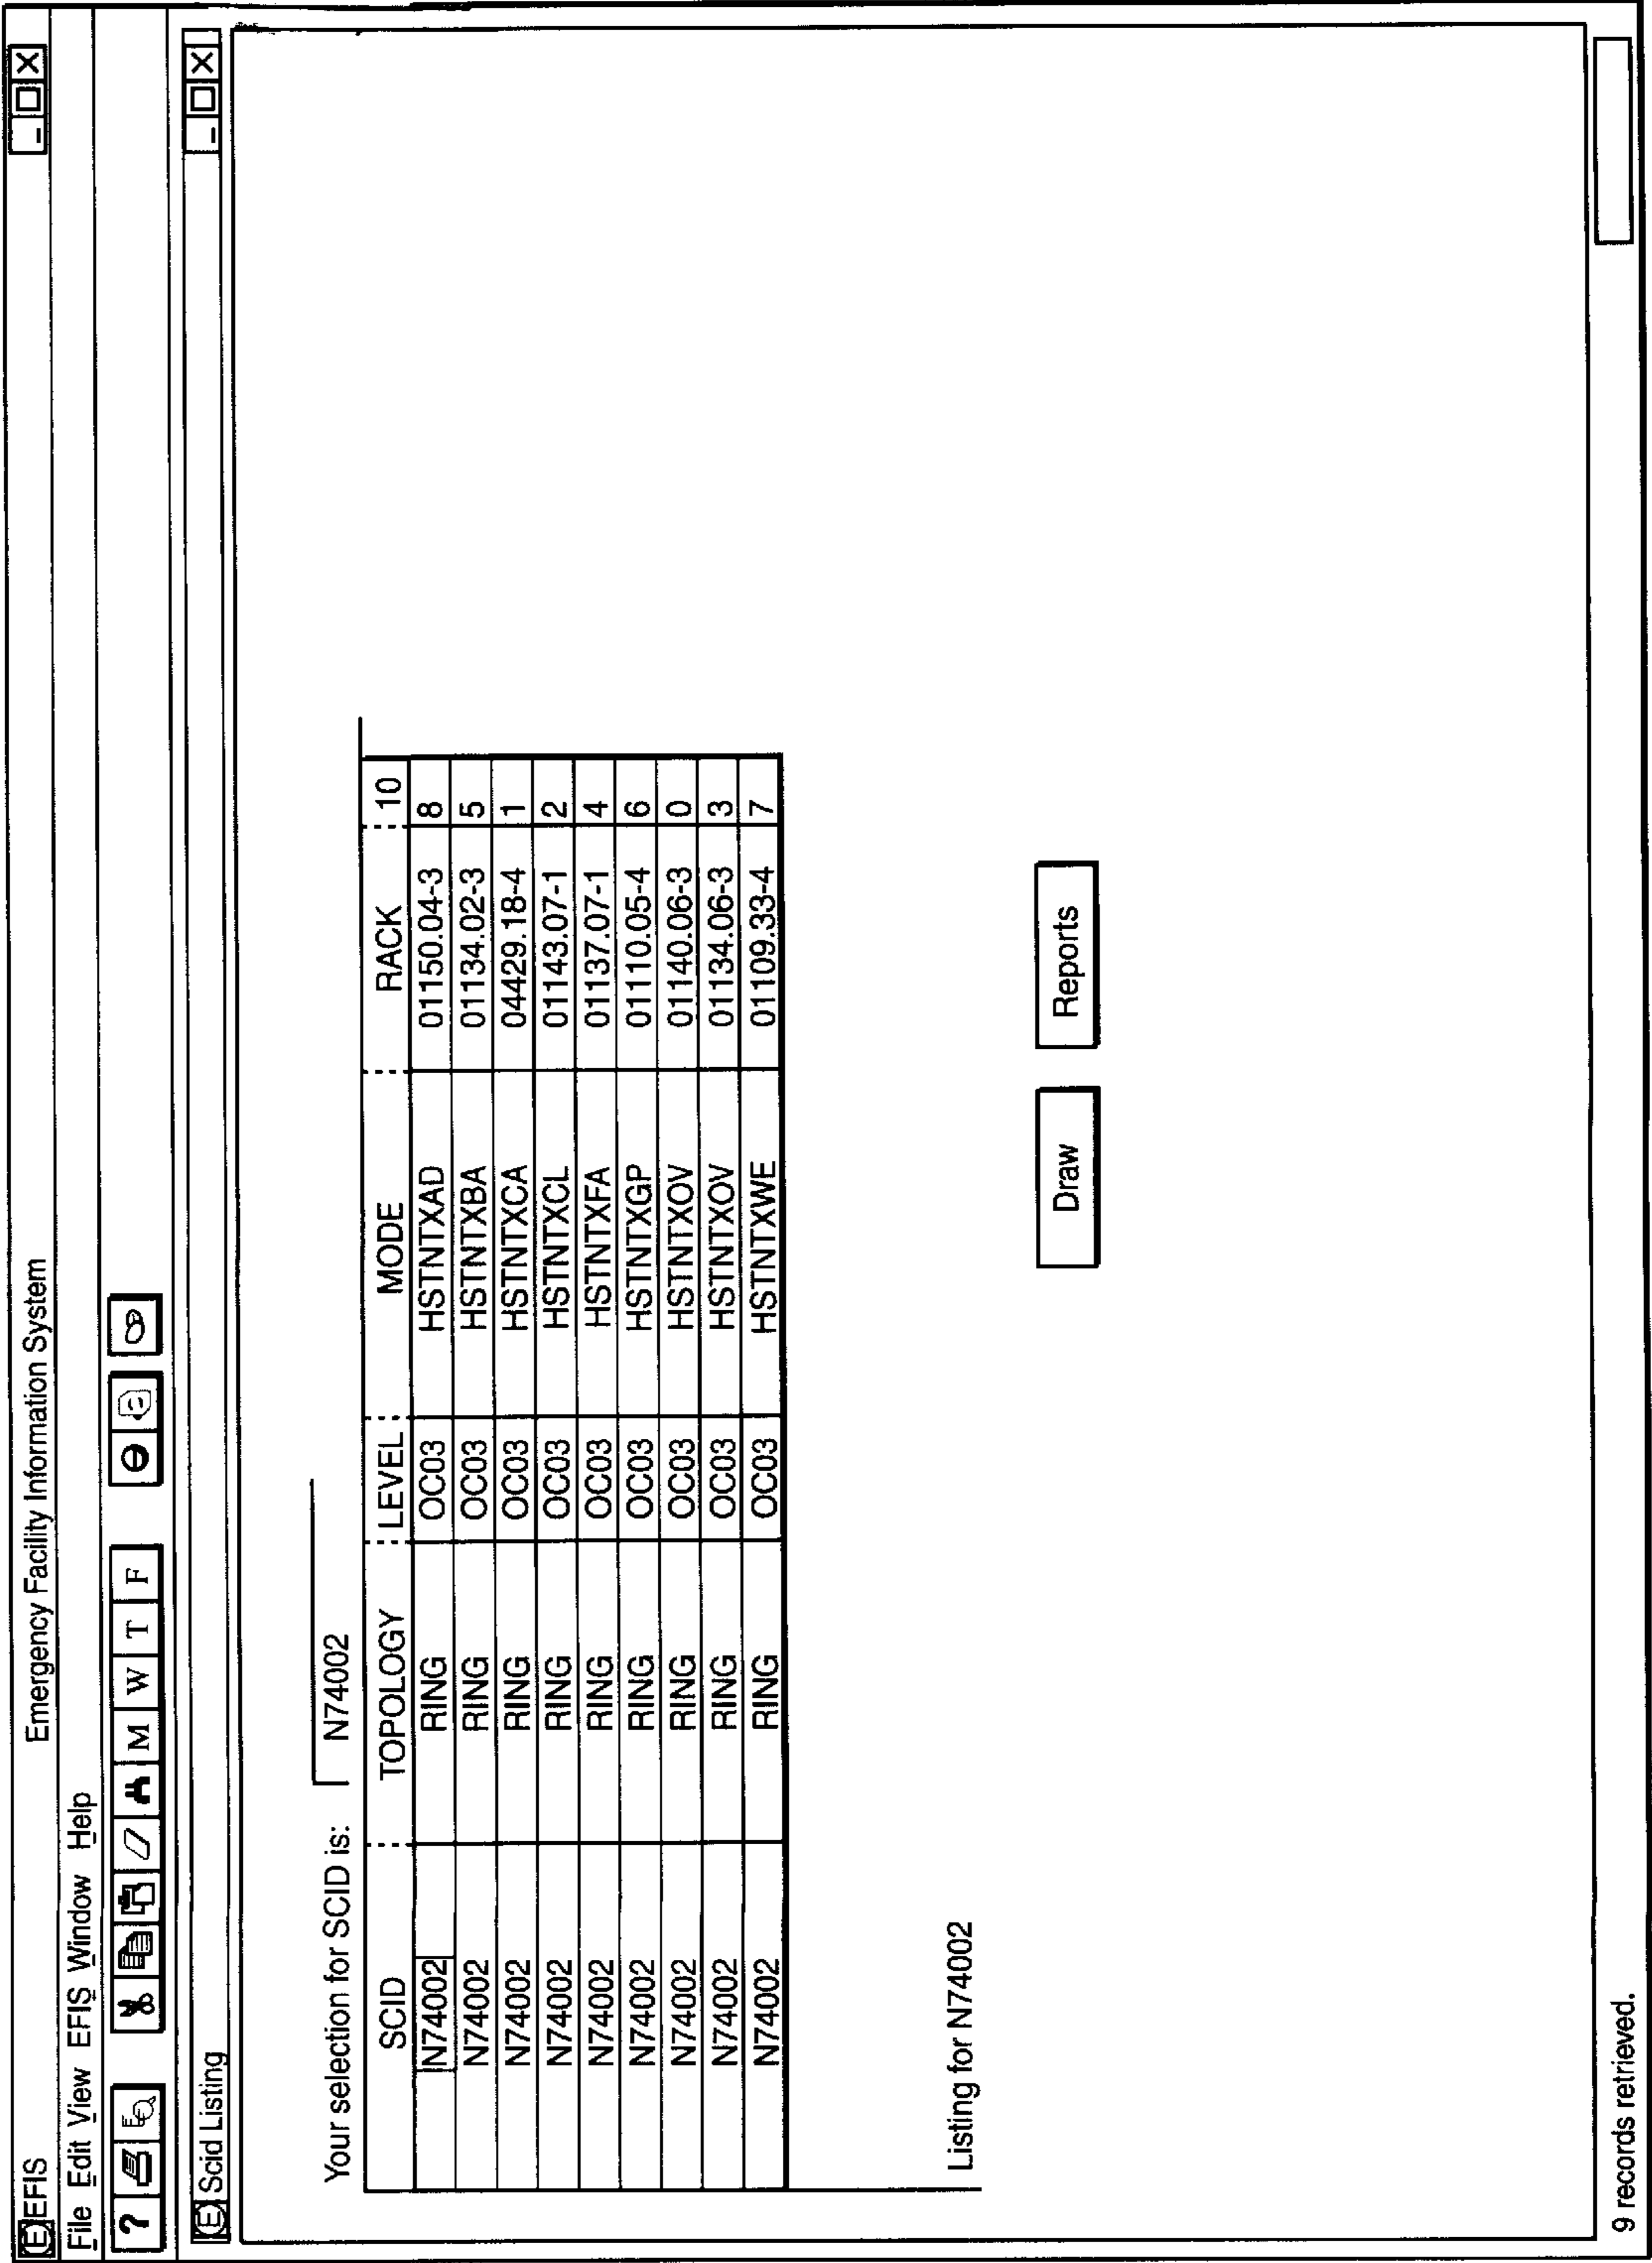 EFIS Emergency Facility Information System
File Edit View EFIS Window Help
? M W T F
Scid Listing
Your selection for SCID is: N74002
SCID TOPOLOGY LEVEL MODE RACK 10
N74002 RING OC03 HSTNTXAD 01150.04-3 8
N74002 RING OC03 HSTNTXBA 01134.02-3 5
N74002 RING OC03 HSTNTXCA 04429.18-4 1
N74002 RING OC03 HSTNTXCL 01143.07-1 2
N74002 RING OC03 HSTNTXFA 01137.07-1 4
N74002 RING OC03 HSTNTXGP 01110.05-4 6
N74002 RING OC03 HSTNTXOV 01140.06-3 0
N74002 RING OC03 HSTNTXOV 01134.06-3 3
N74002 RING OC03 HSTNTXWE 01109.33-4 7
Listing for N74002
Draw Reports
9 records retrieved.